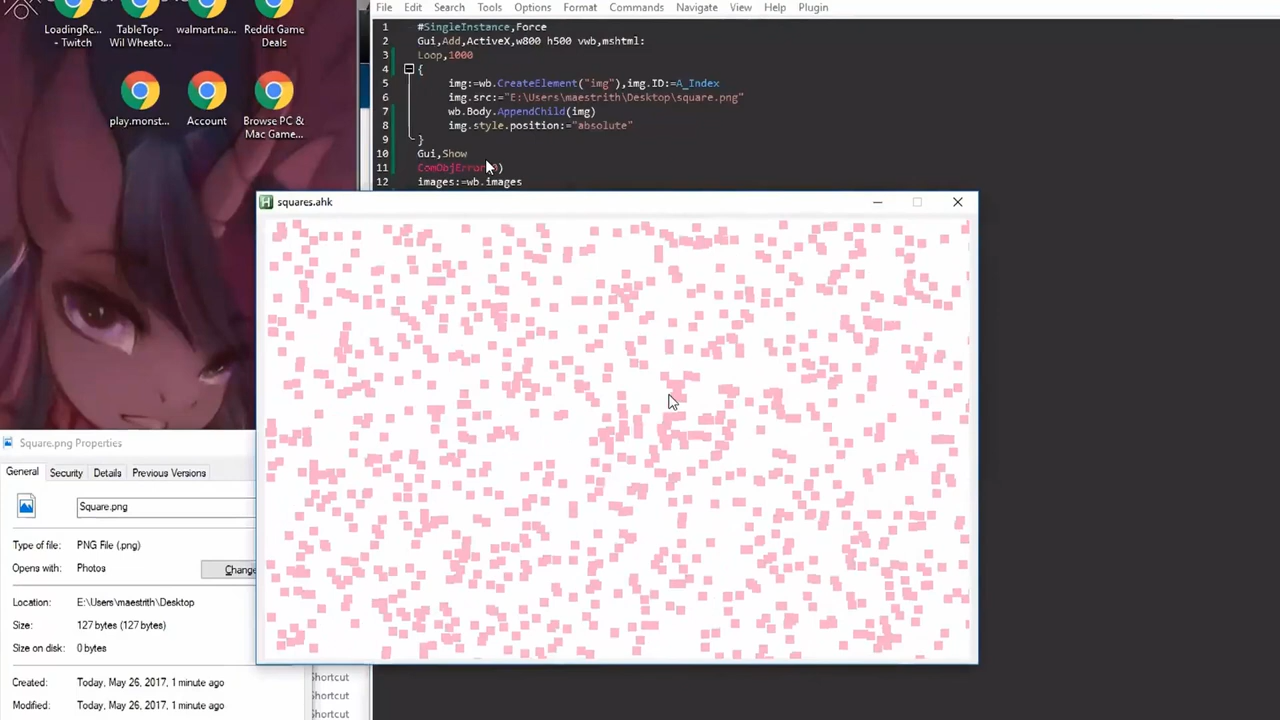 LoadingRe...
- Twitch
TableTop-
Wil Wheato...
walmart.na...
Reddit Game
Deals
play.monst...
Account
Browse PC &
Mac Game...
File Edit Search Tools Options Format Commands Navigate View Help Plugin
1 #SingleInstance,Force
2 Gui,Add,ActiveX,w800 h500 vwb,mshtml:
3 Loop,1000
4 {
5 img:=wb.CreateElement("img"),img.ID:=A_Index
6 img.src:="E:\Users\maestrith\Desktop\square.png"
7 wb.Body.AppendChild(img)
8 img.style.position:="absolute"
9 }
10 Gui,Show
11 ComObjError(0)
12 images:=wb.images
squares.ahk
Square.png Properties
General Security Details Previous Versions
Square.png
Type of file: PNG File (.png)
Opens with: Photos
Change
Location: E:\Users\maestrith\Desktop
Size: 127 bytes (127 bytes)
Size on disk: 0 bytes
Created: Today, May 26, 2017, 1 minute ago
Modified: Today, May 26, 2017, 1 minute ago
Shortcut
Shortcut
Shortcut